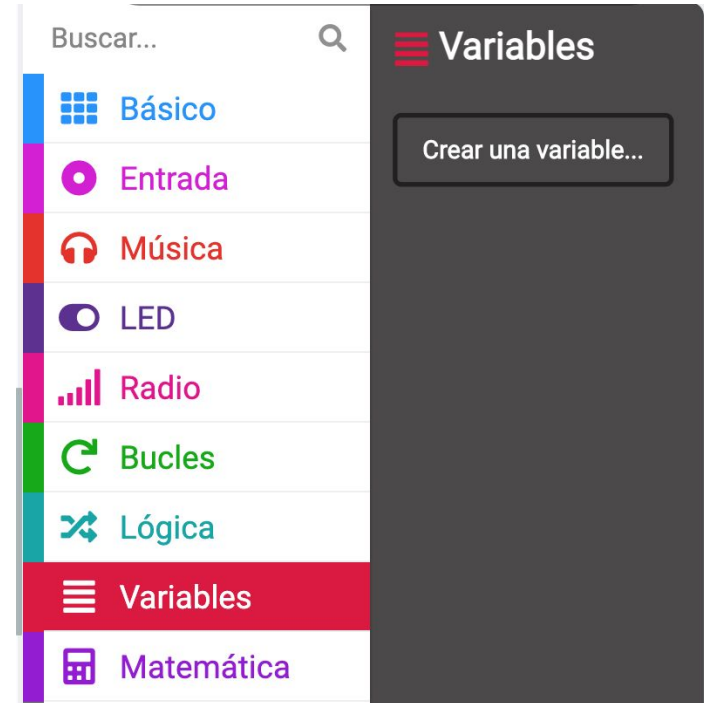 Buscar...
Básico
Entrada
Música
LED
Radio
Bucles
Lógica
Variables
Matemática
Variables
Crear una variable...